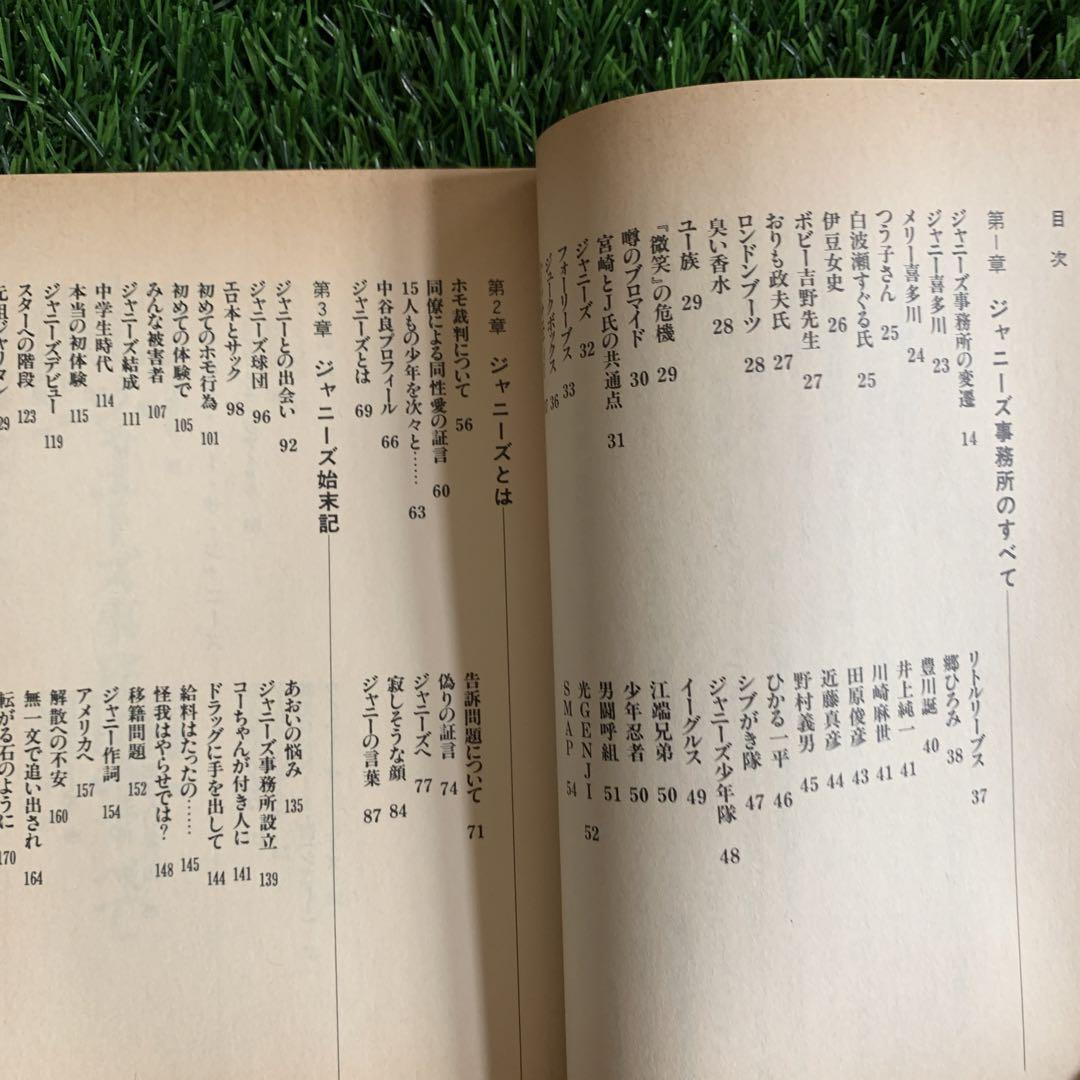 目次
第1章 ジャニーズ事務所のすべて
ジャニーズ事務所の変遷 14
ジャニー喜多川 23
メリー喜多川 24
つう子さん 25
白波瀬すぐる氏 25
伊豆女史 26
ボビー吉野先生 27
おりも政夫氏 27
ロンドンブーツ 28
臭い香水 28
ユー族 29
『微笑』の危機 29
噂のブロマイド 30
宮崎とJ氏の共通点 31
ジャニーズ 32
フォーリーブス 33
ジュークボックス 36
リトルリーブス 37
郷ひろみ 38
豊川誕 40
井上純一 41
川崎麻世 41
田原俊彦 43
近藤真彦 44
野村義男 45
ひかる一平 46
シブがき隊 47
ジャニーズ少年隊 48
イーグルス 49
江端兄弟 50
少年忍者 50
男闘呼組 51
光GENJI 52
SMAP 54
第2章 ジャニーズとは
ホモ裁判について 56
同僚による同性愛の証言 60
15人もの少年を次々と…… 63
中谷良プロフィール 66
ジャニーズとは 69
告訴問題について 71
偽りの証言 74
ジャニーズへ 77
寂しそうな顔 84
ジャニーの言葉 87
第3章 ジャニーズ始末記
ジャニーとの出会い 92
ジャニーズ球団 96
エロ本とサック 98
初めてのホモ行為 101
初めての体験で 105
みんな被害者 107
ジャニーズ結成 111
中学生時代 114
本当の初体験 115
ジャニーズデビュー 119
スターへの階段 123
元祖ジャリタレ 29
あおいの悩み 135
ジャニーズ事務所設立 139
コーちゃんが付き人に 141
ドラッグに手を出して 144
給料はたったの…… 145
怪我はやらせでは? 148
移籍問題 152
ジャニー作詞 154
アメリカへ 157
解散への不安 160
無一文で追い出され 164
転がる石のように 170